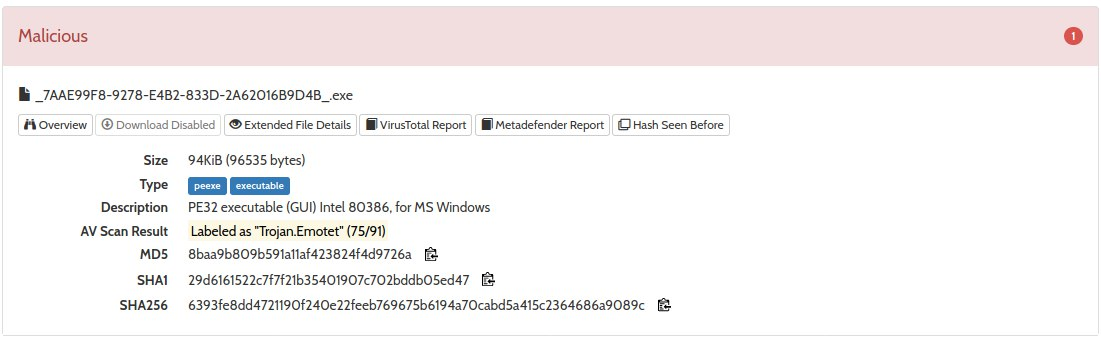 Malicious
1
_7AAE99F8-9278-E4B2-833D-2A62016B9D4B_.exe
Overview Download Disabled Extended File Details VirusTotal Report Metadefender Report Hash Seen Before
Size 94KiB (96535 bytes)
Type peexe executable
Description PE32 executable (GUI) Intel 80386, for MS Windows
AV Scan Result Labeled as "Trojan.Emotet" (75/91)
MD5 8baa9b809b591a11af423824f4d9726a
SHA1 29d6161522c7f7f21b35401907c702bddb05ed47
SHA256 6393fe8dd4721190f240e22feeb769675b6194a70cabd5a415c2364686a9089c